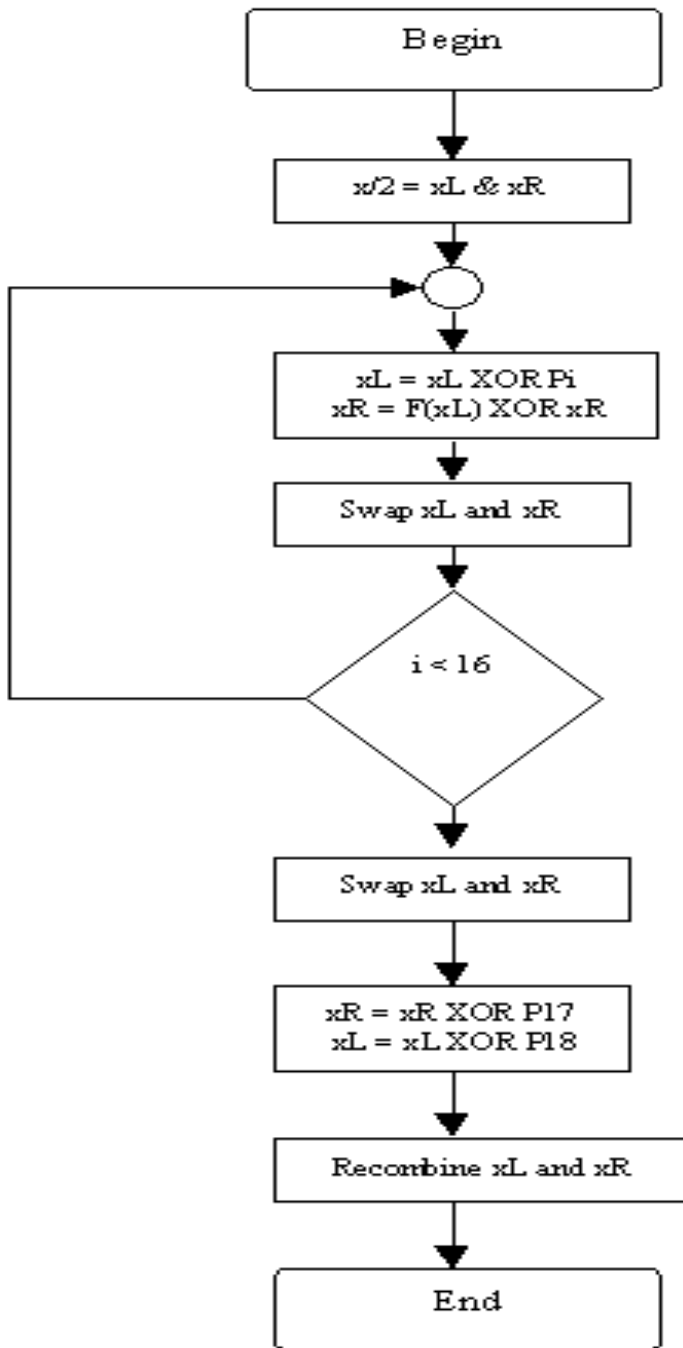 Begin
x/2 = xL & xR
xL = xL XOR Pi
xR = F(xL) XOR xR
Swap xL and xR
i < 16
Swap xL and xR
xR = xR XOR P17
xL = xL XOR P18
Recombine xL and xR
End